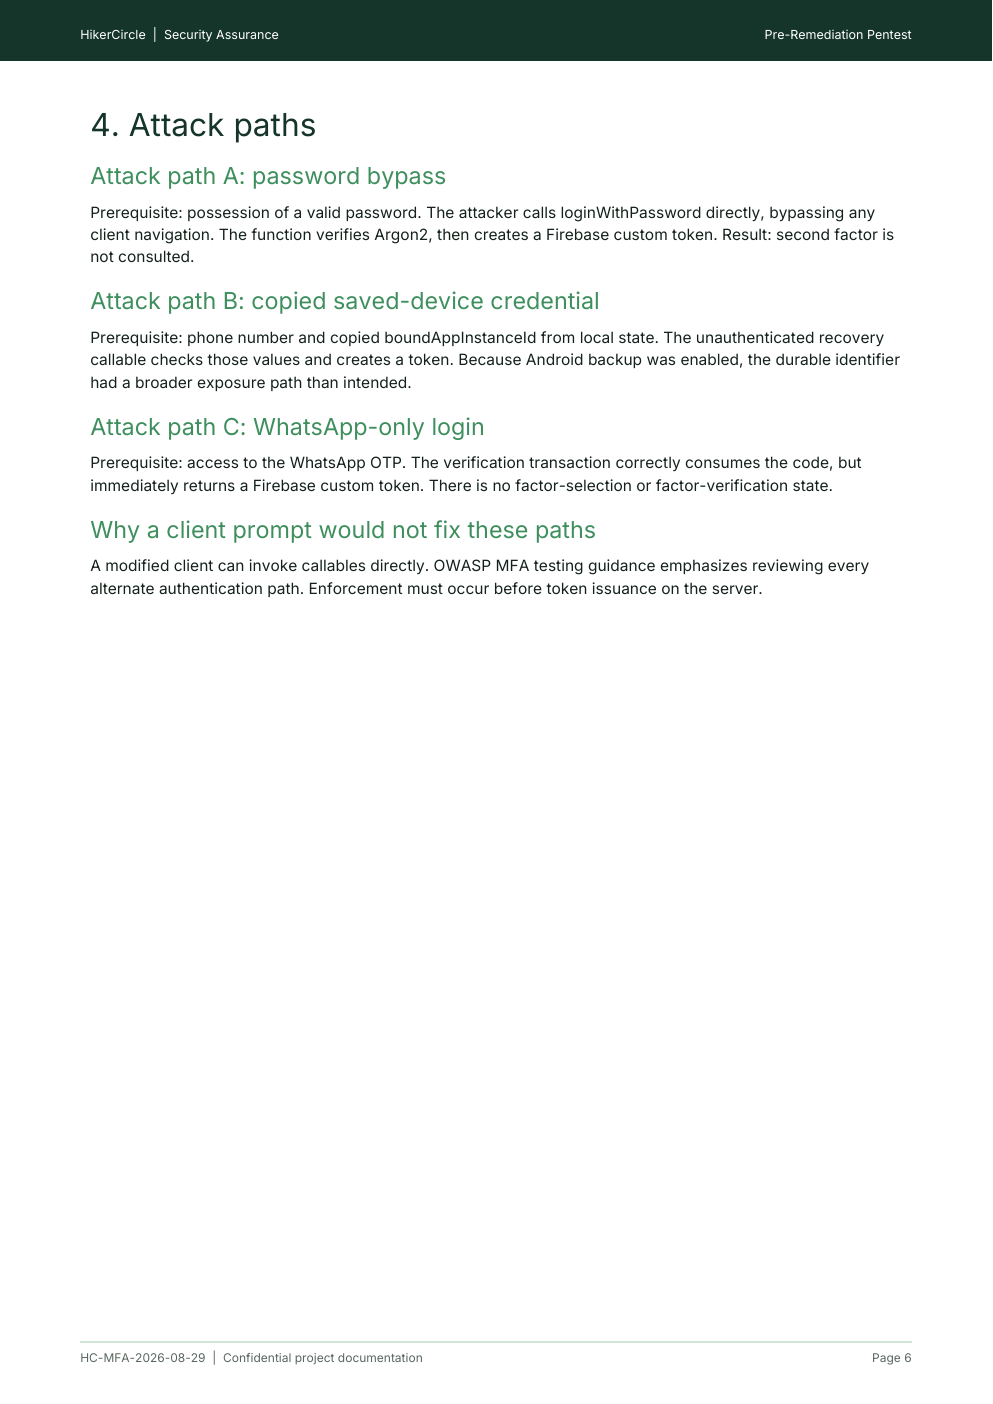 HikerCircle | Security Assurance
Pre-Remediation Pentest
4. Attack paths
Attack path A: password bypass
Prerequisite: possession of a valid password. The attacker calls loginWithPassword directly, bypassing any
client navigation. The function verifies Argon2, then creates a Firebase custom token. Result: second factor is
not consulted.
Attack path B: copied saved-device credential
Prerequisite: phone number and copied boundAppInstanceId from local state. The unauthenticated recovery
callable checks those values and creates a token. Because Android backup was enabled, the durable identifier
had a broader exposure path than intended.
Attack path C: WhatsApp-only login
Prerequisite: access to the WhatsApp OTP. The verification transaction correctly consumes the code, but
immediately returns a Firebase custom token. There is no factor-selection or factor-verification state.
Why a client prompt would not fix these paths
A modified client can invoke callables directly. OWASP MFA testing guidance emphasizes reviewing every
alternate authentication path. Enforcement must occur before token issuance on the server.
HC-MFA-2026-08-29 | Confidential project documentation
Page 6